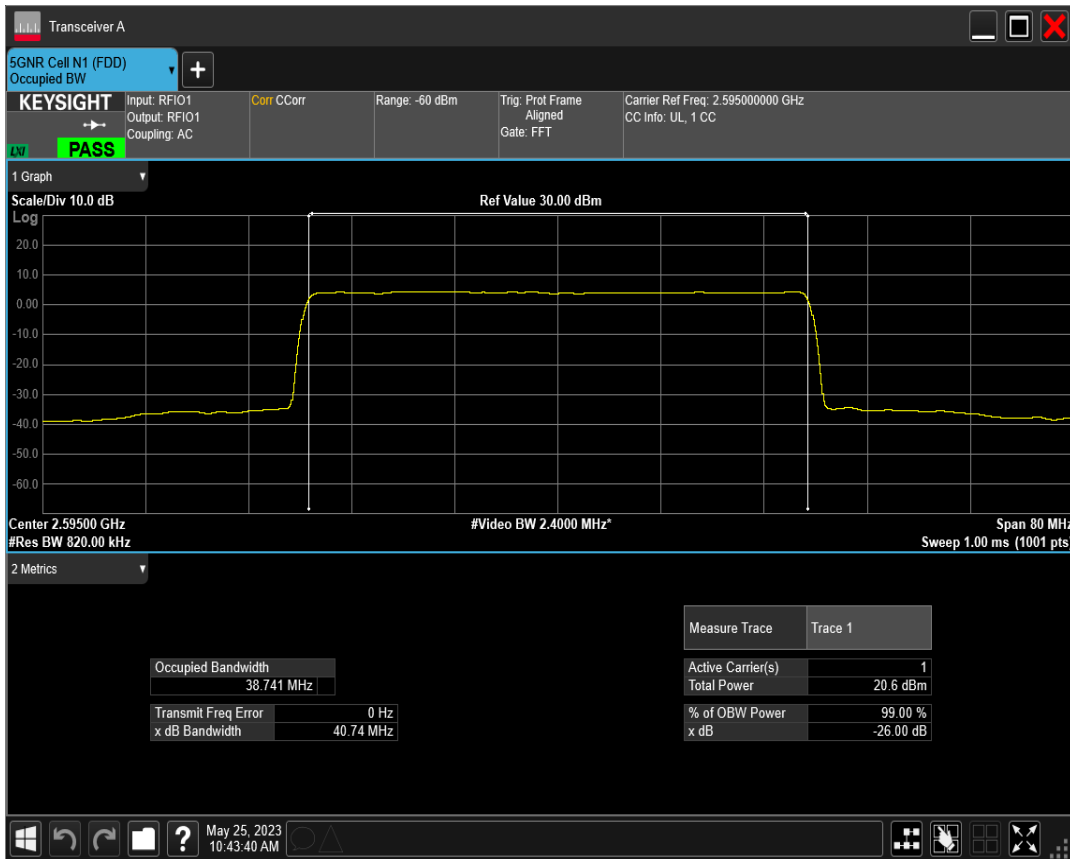 Transceiver A
5GNR Cell N1 (FDD)
Occupied BW
+
KEYSIGHT
LXI
PASS
Input: RFIO1
Output: RFIO1
Coupling: AC
Corr CCorr
Range: -60 dBm
Trig: Prot Frame
Aligned
Gate: FFT
Carrier Ref Freq: 2.595000000 GHz
CC Info: UL, 1 CC
1 Graph
Scale/Div 10.0 dB
Ref Value 30.00 dBm
Log
20.0
10.0
0.00
-10.0
-20.0
-30.0
-40.0
-50.0
-60.0
Center 2.59500 GHz
#Video BW 2.4000 MHz*
Span 80 MHz
#Res BW 820.00 kHz
Sweep 1.00 ms (1001 pts)
2 Metrics
Measure Trace Trace 1
Occupied Bandwidth
38.741 MHz
Active Carrier(s) 1
Total Power 20.6 dBm
Transmit Freq Error 0 Hz
x dB Bandwidth 40.74 MHz
% of OBW Power 99.00 %
x dB -26.00 dB
?
May 25, 2023
10:43:40 AM